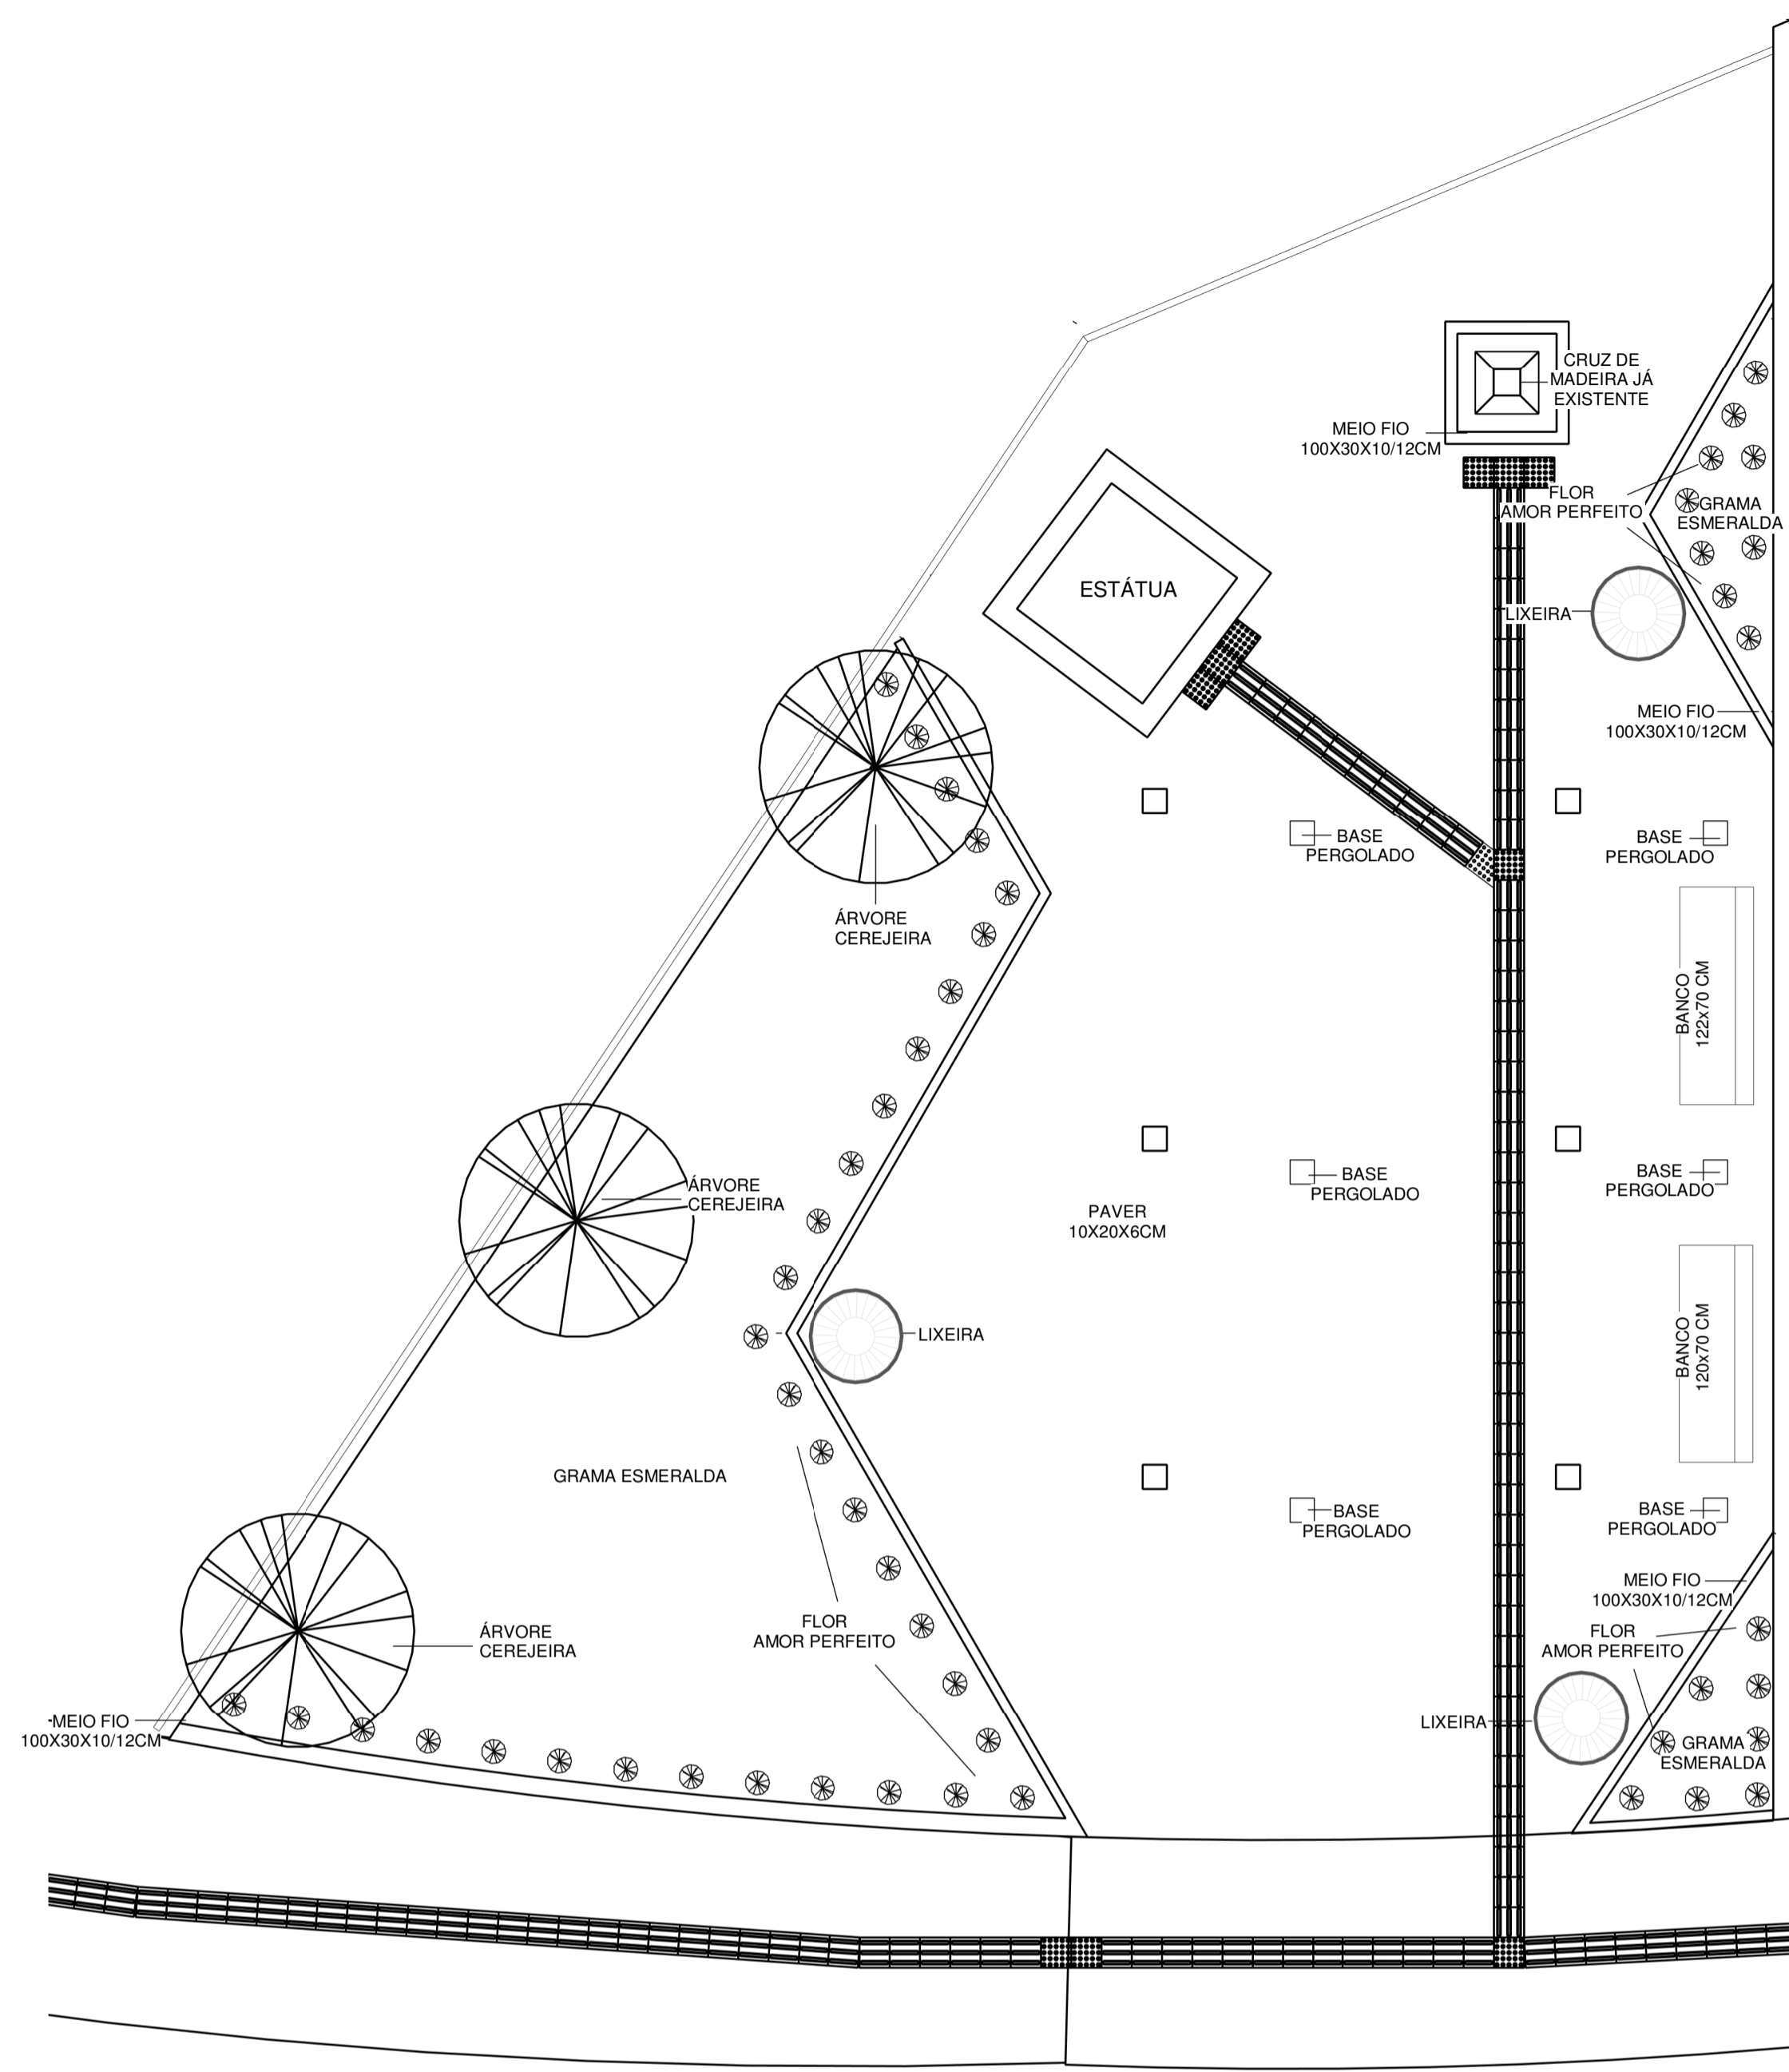 CRUZ DE
MADEIRA JÁ
EXISTENTE
MEIO FIO
100X30X10/12CM
FLOR
AMOR PERFEITO
GRAMA
ESMERALDA
ESTÁTUA
LIXEIRA
MEIO FIO
100X30X10/12CM
BASE
PERGOLADO
BASE
PERGOLADO
ÁRVORE
CEREJEIRA
BANCO
122x70 CM
ÁRVORE
CEREJEIRA
BASE
PERGOLADO
BASE
PERGOLADO
PAVER
10X20X6CM
LIXEIRA
BANCO
120x70 CM
GRAMA ESMERALDA
BASE
PERGOLADO
BASE
PERGOLADO
MEIO FIO
100X30X10/12CM
FLOR
AMOR PERFEITO
FLOR
AMOR PERFEITO
ÁRVORE
CEREJEIRA
MEIO FIO
100X30X10/12CM
LIXEIRA
GRAMA
ESMERALDA